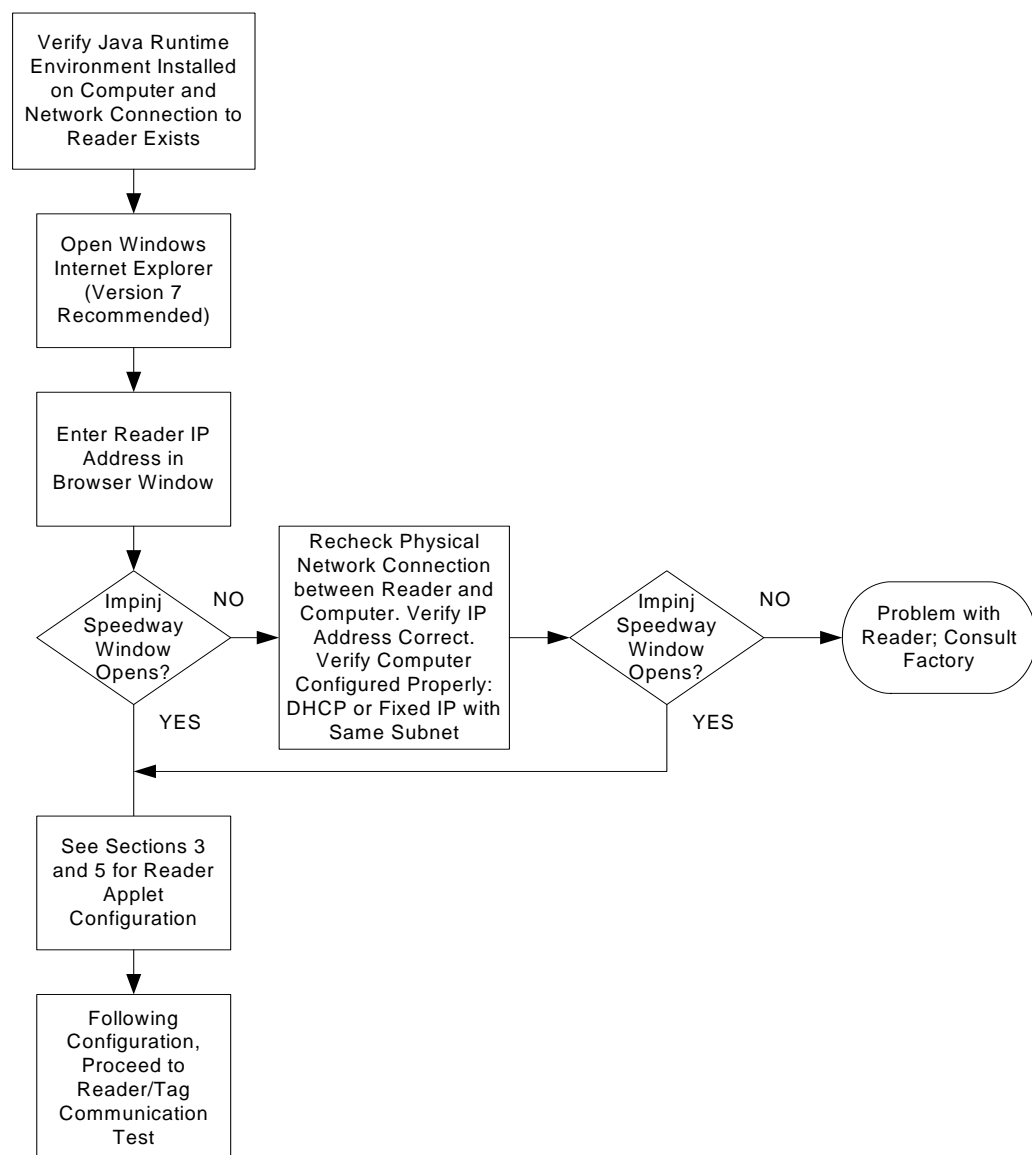 Verify Java Runtime
Environment Installed
on Computer and
Network Connection to
Reader Exists
Open Windows
Internet Explorer
(Version 7
Recommended)
Enter Reader IP
Address in
Browser Window
Impinj
Speedway
Window
Opens?
NO
YES
Recheck Physical
Network Connection
between Reader and
Computer. Verify IP
Address Correct.
Verify Computer
Configured Properly:
DHCP or Fixed IP with
Same Subnet
Impinj
Speedway
Window
Opens?
NO
YES
Problem with
Reader; Consult
Factory
See Sections 3
and 5 for Reader
Applet
Configuration
Following
Configuration,
Proceed to
Reader/Tag
Communication
Test